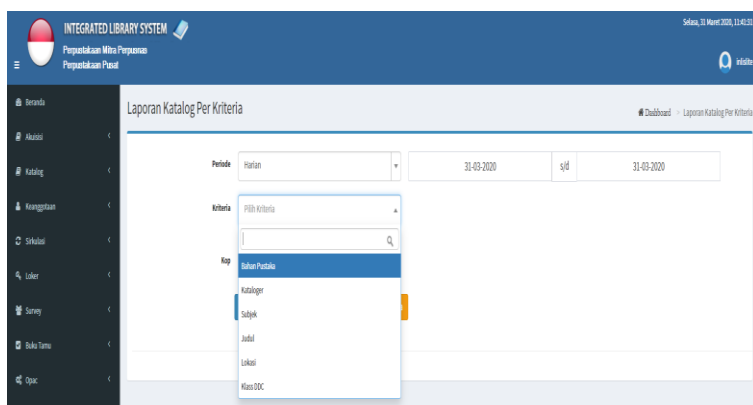 INTEGRATED LIBRARY SYSTEM
Selasa, 31 Maret 2020, 11:41:31
Perpustakaan Mitra Perpusnas
Perpustakaan Pusat
inlislite
Beranda
Laporan Katalog Per Kriteria
Dashboard > Laporan Katalog Per Kriteria
Akuisisi
Periode Harian 31-03-2020 s/d 31-03-2020
Katalog
Keanggotaan
Kriteria Pilih Kriteria
Sirkulasi
Kop
Bahan Pustaka
Loker
Kataloger
Survey
Subjek
Buku Tamu
Judul
Lokasi
Opac
Klass DDC